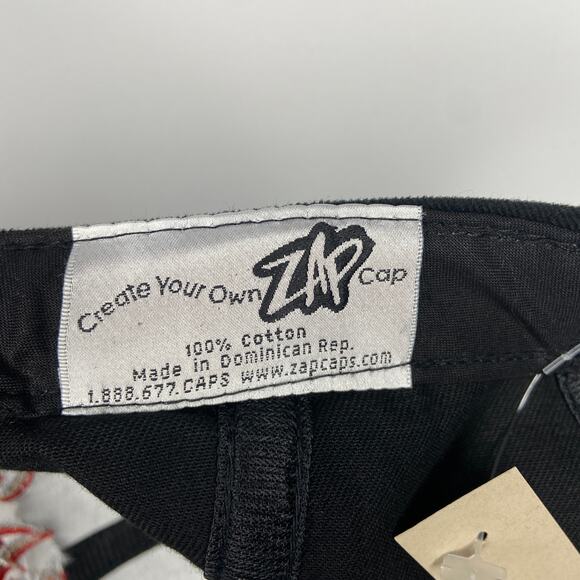 Create Your Own ZAP Cap
100% Cotton
Made in Dominican Rep.
1.888.677.CAPS www.zapcaps.com